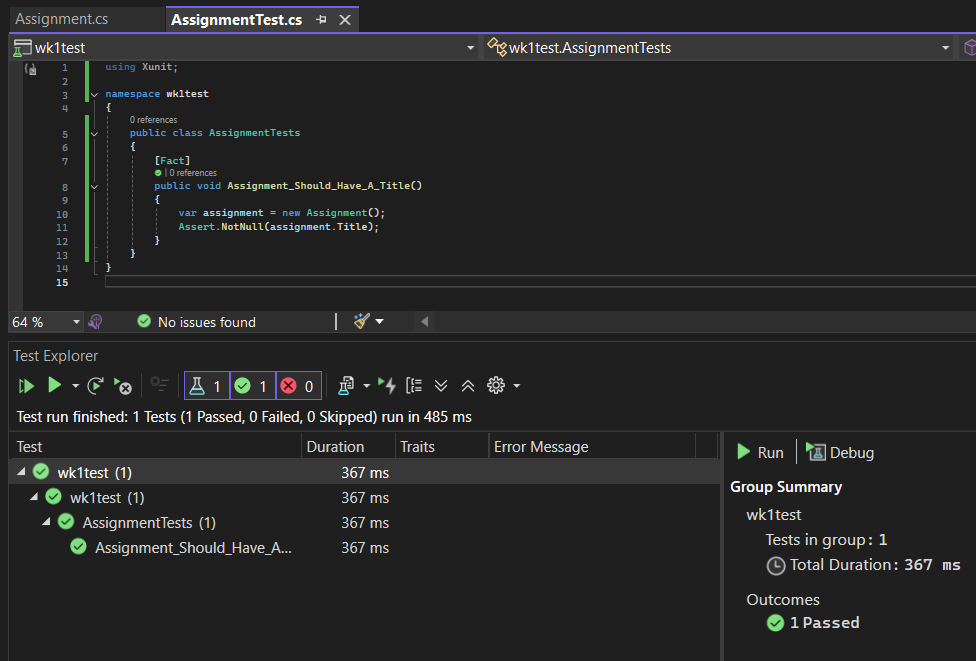 Assignment.cs AssignmentTest.cs
wk1test wk1test.AssignmentTests
1 using Xunit;
2
3 namespace wk1test
4 {
0 references
5 public class AssignmentTests
6 {
7 [Fact]
| 0 references
8 public void Assignment_Should_Have_A_Title()
9 {
10 var assignment = new Assignment();
11 Assert.NotNull(assignment.Title);
12 }
13 }
14 }
15
64 % No issues found
Test Explorer
1 1 0
Test run finished: 1 Tests (1 Passed, 0 Failed, 0 Skipped) run in 485 ms
Test Duration Traits Error Message
wk1test (1) 367 ms
wk1test (1) 367 ms
AssignmentTests (1) 367 ms
Assignment_Should_Have_A... 367 ms
Run Debug
Group Summary
wk1test
Tests in group: 1
Total Duration: 367 ms
Outcomes
1 Passed